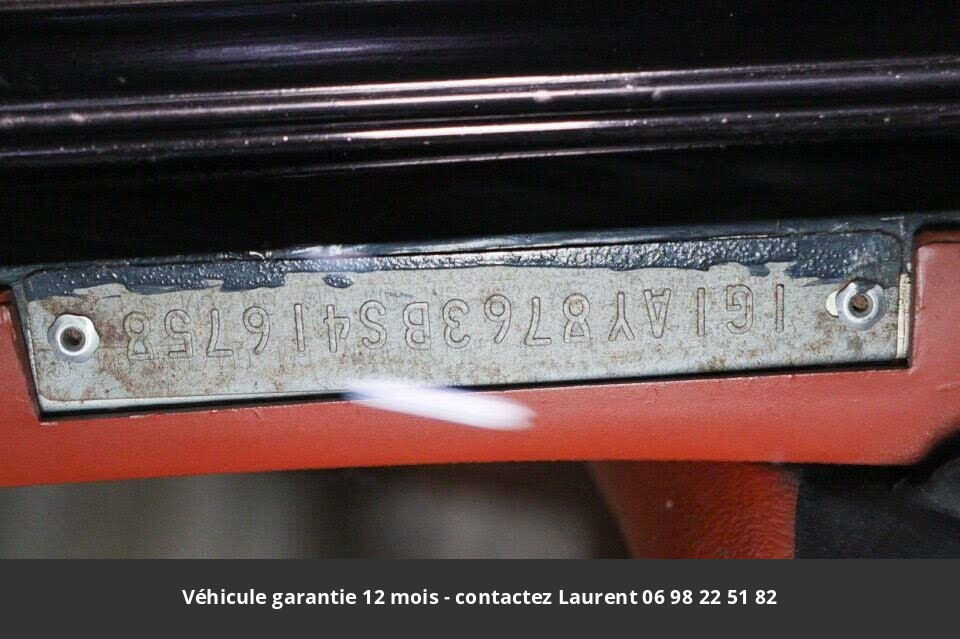 1G1AY8763BS416758
Véhicule garantie 12 mois - contactez Laurent 06 98 22 51 82